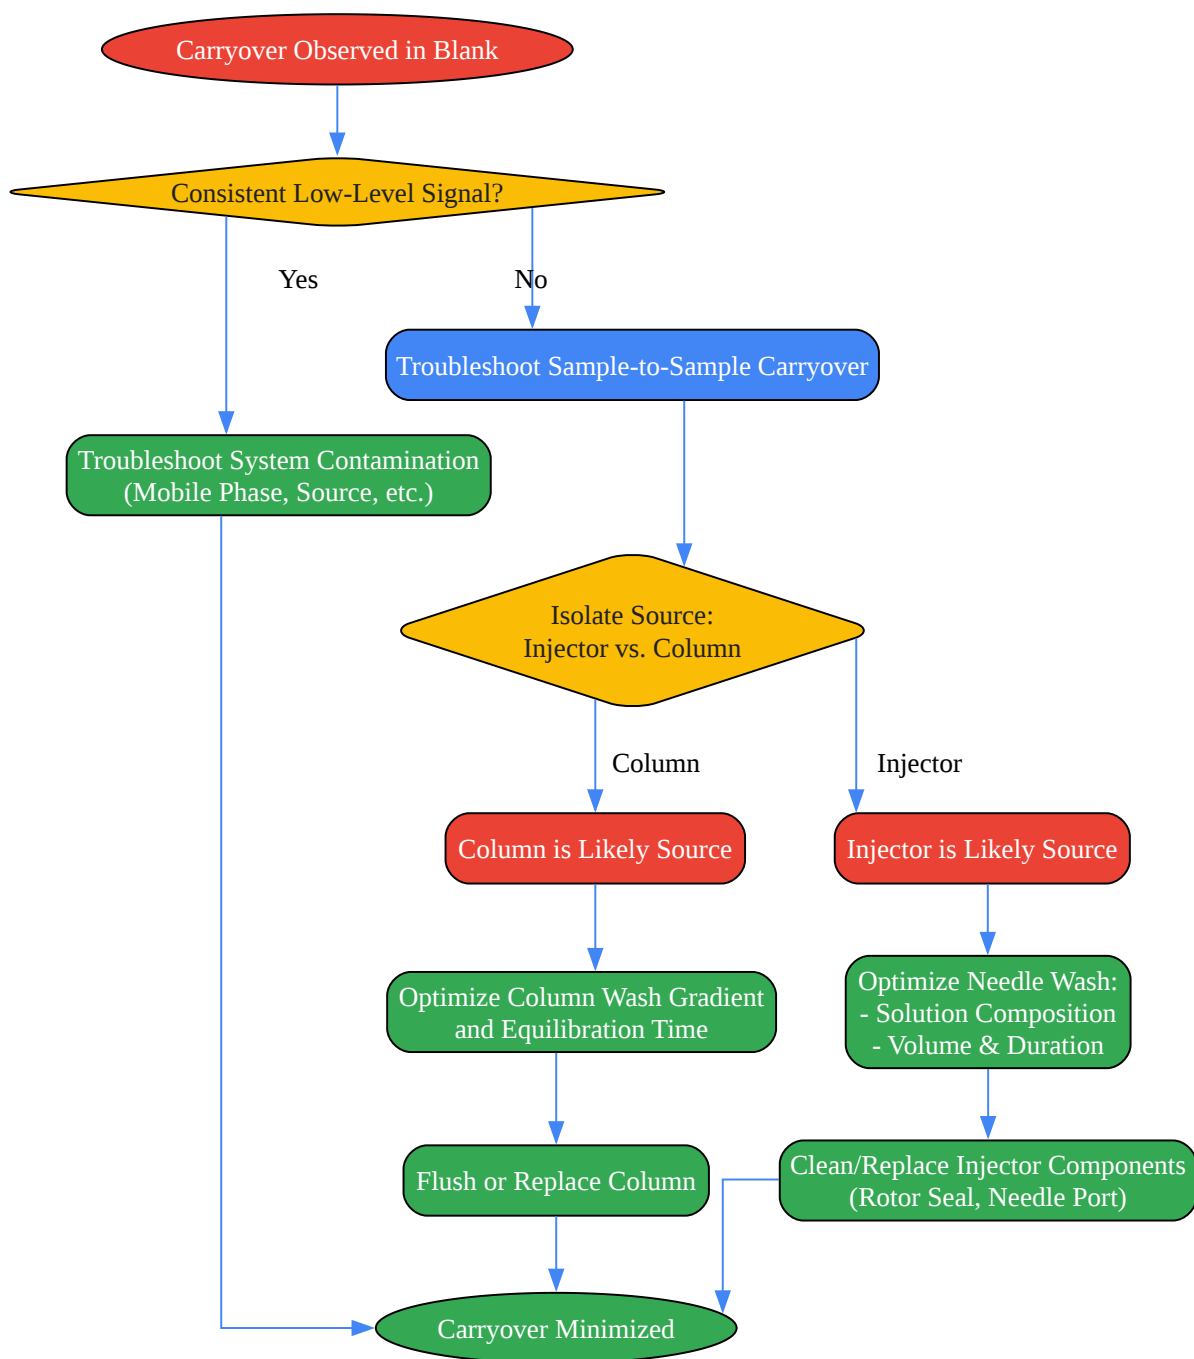 Carryover Observed in Blank
Consistent Low-Level Signal?
Yes
No
Troubleshoot Sample-to-Sample Carryover
Troubleshoot System Contamination
(Mobile Phase, Source, etc.)
Isolate Source:
Injector vs. Column
Column
Injector
Column is Likely Source
Injector is Likely Source
Optimize Column Wash Gradient
and Equilibration Time
Optimize Needle Wash:
- Solution Composition
- Volume & Duration
Flush or Replace Column
Clean/Replace Injector Components
(Rotor Seal, Needle Port)
Carryover Minimized